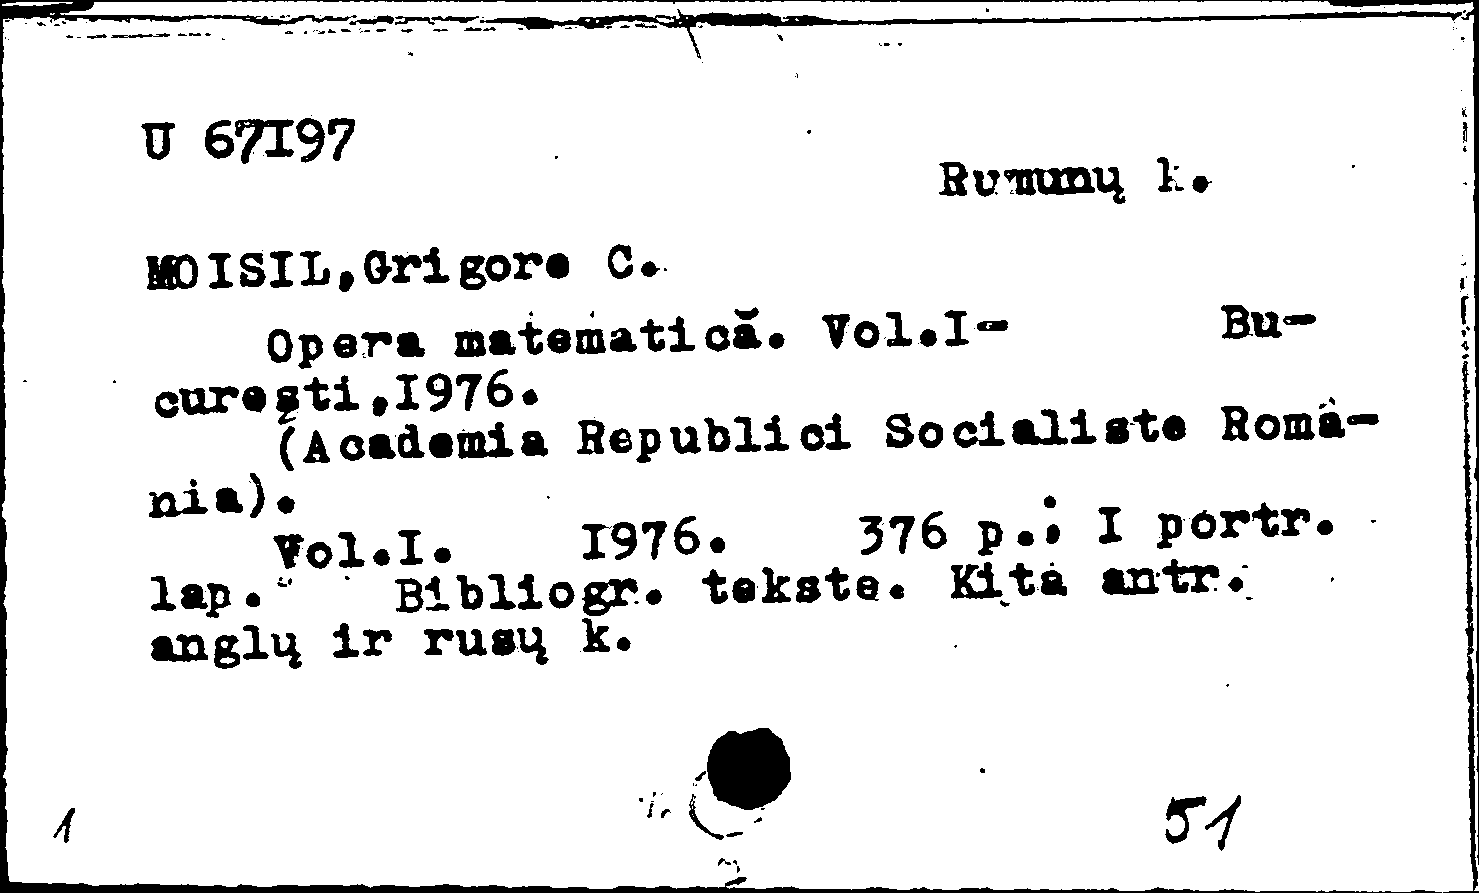 U 67I97
Rumunų k.
MOISIL,Grigore C.
Opera matematică. Vol.I- Bu-
cureşti,I976.
(Academia Republici Socialiste Româ-
nia).
Vol.I. I976. 376 p.; I portr.
lap. Bibliogr. tekste. Kita antr.
anglų ir rusų k.
1
51